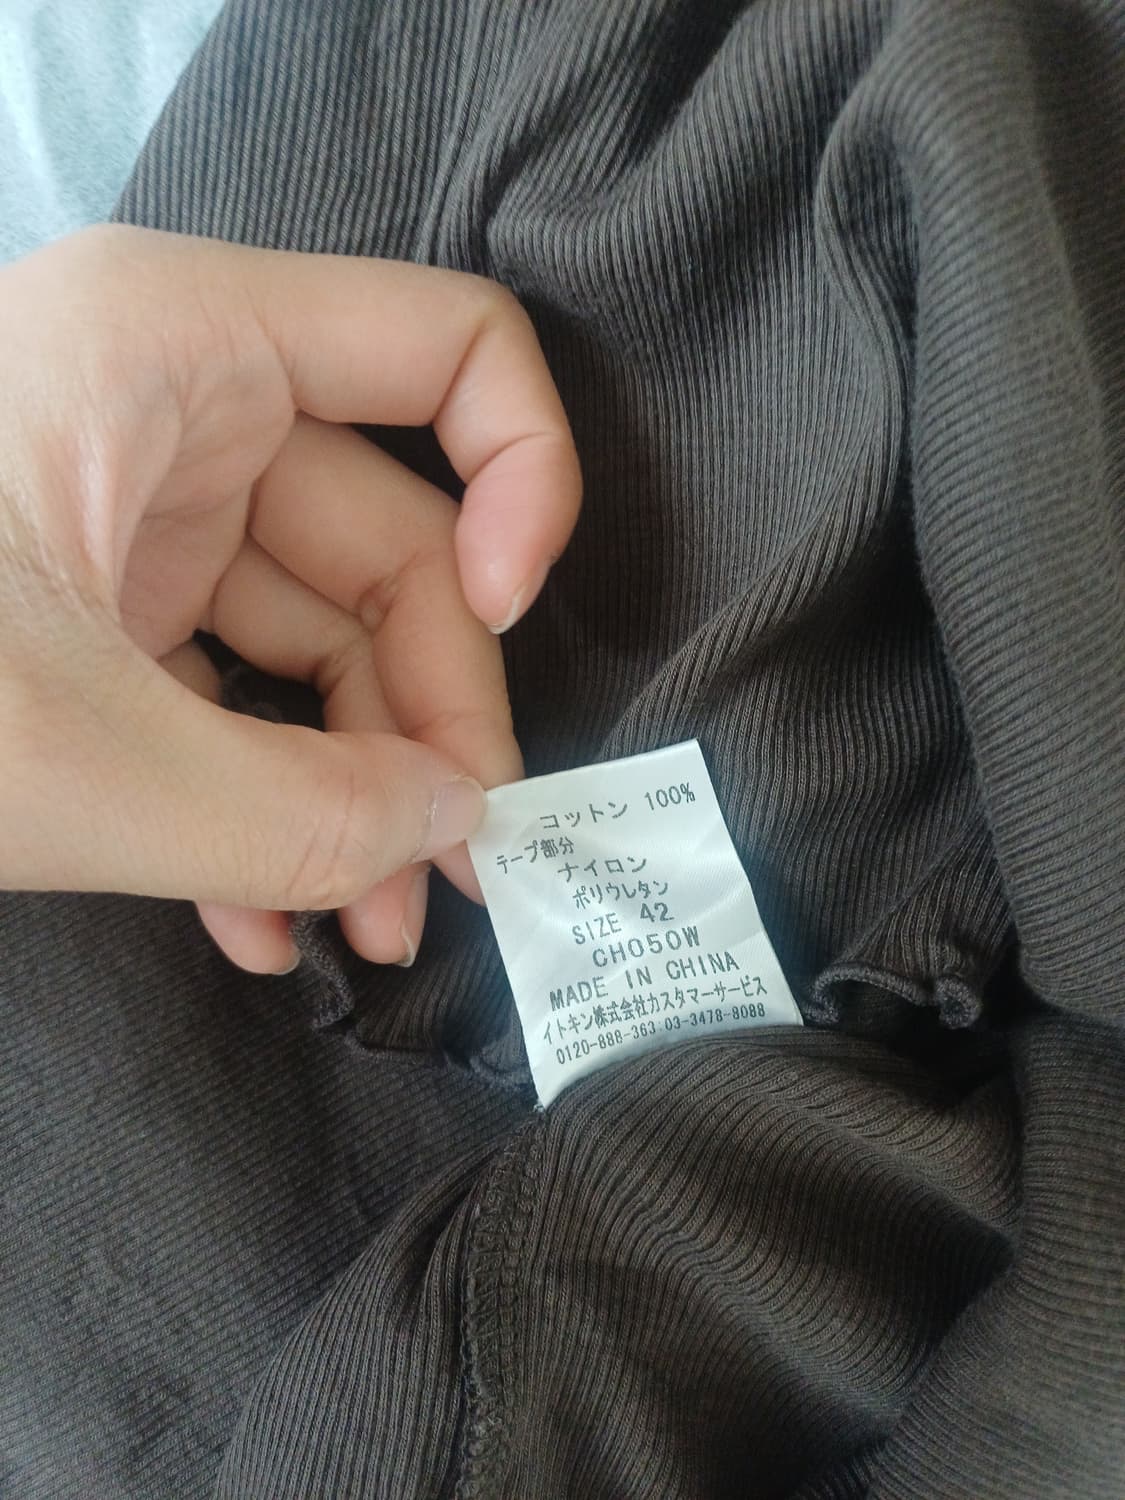 コットン 100%
テープ部分
ナイロン
ポリウレタン
SIZE 42
CH050W
MADE IN CHINA
イトキン株式会社カスタマーサービス
0120-888-363 03-3478-8088